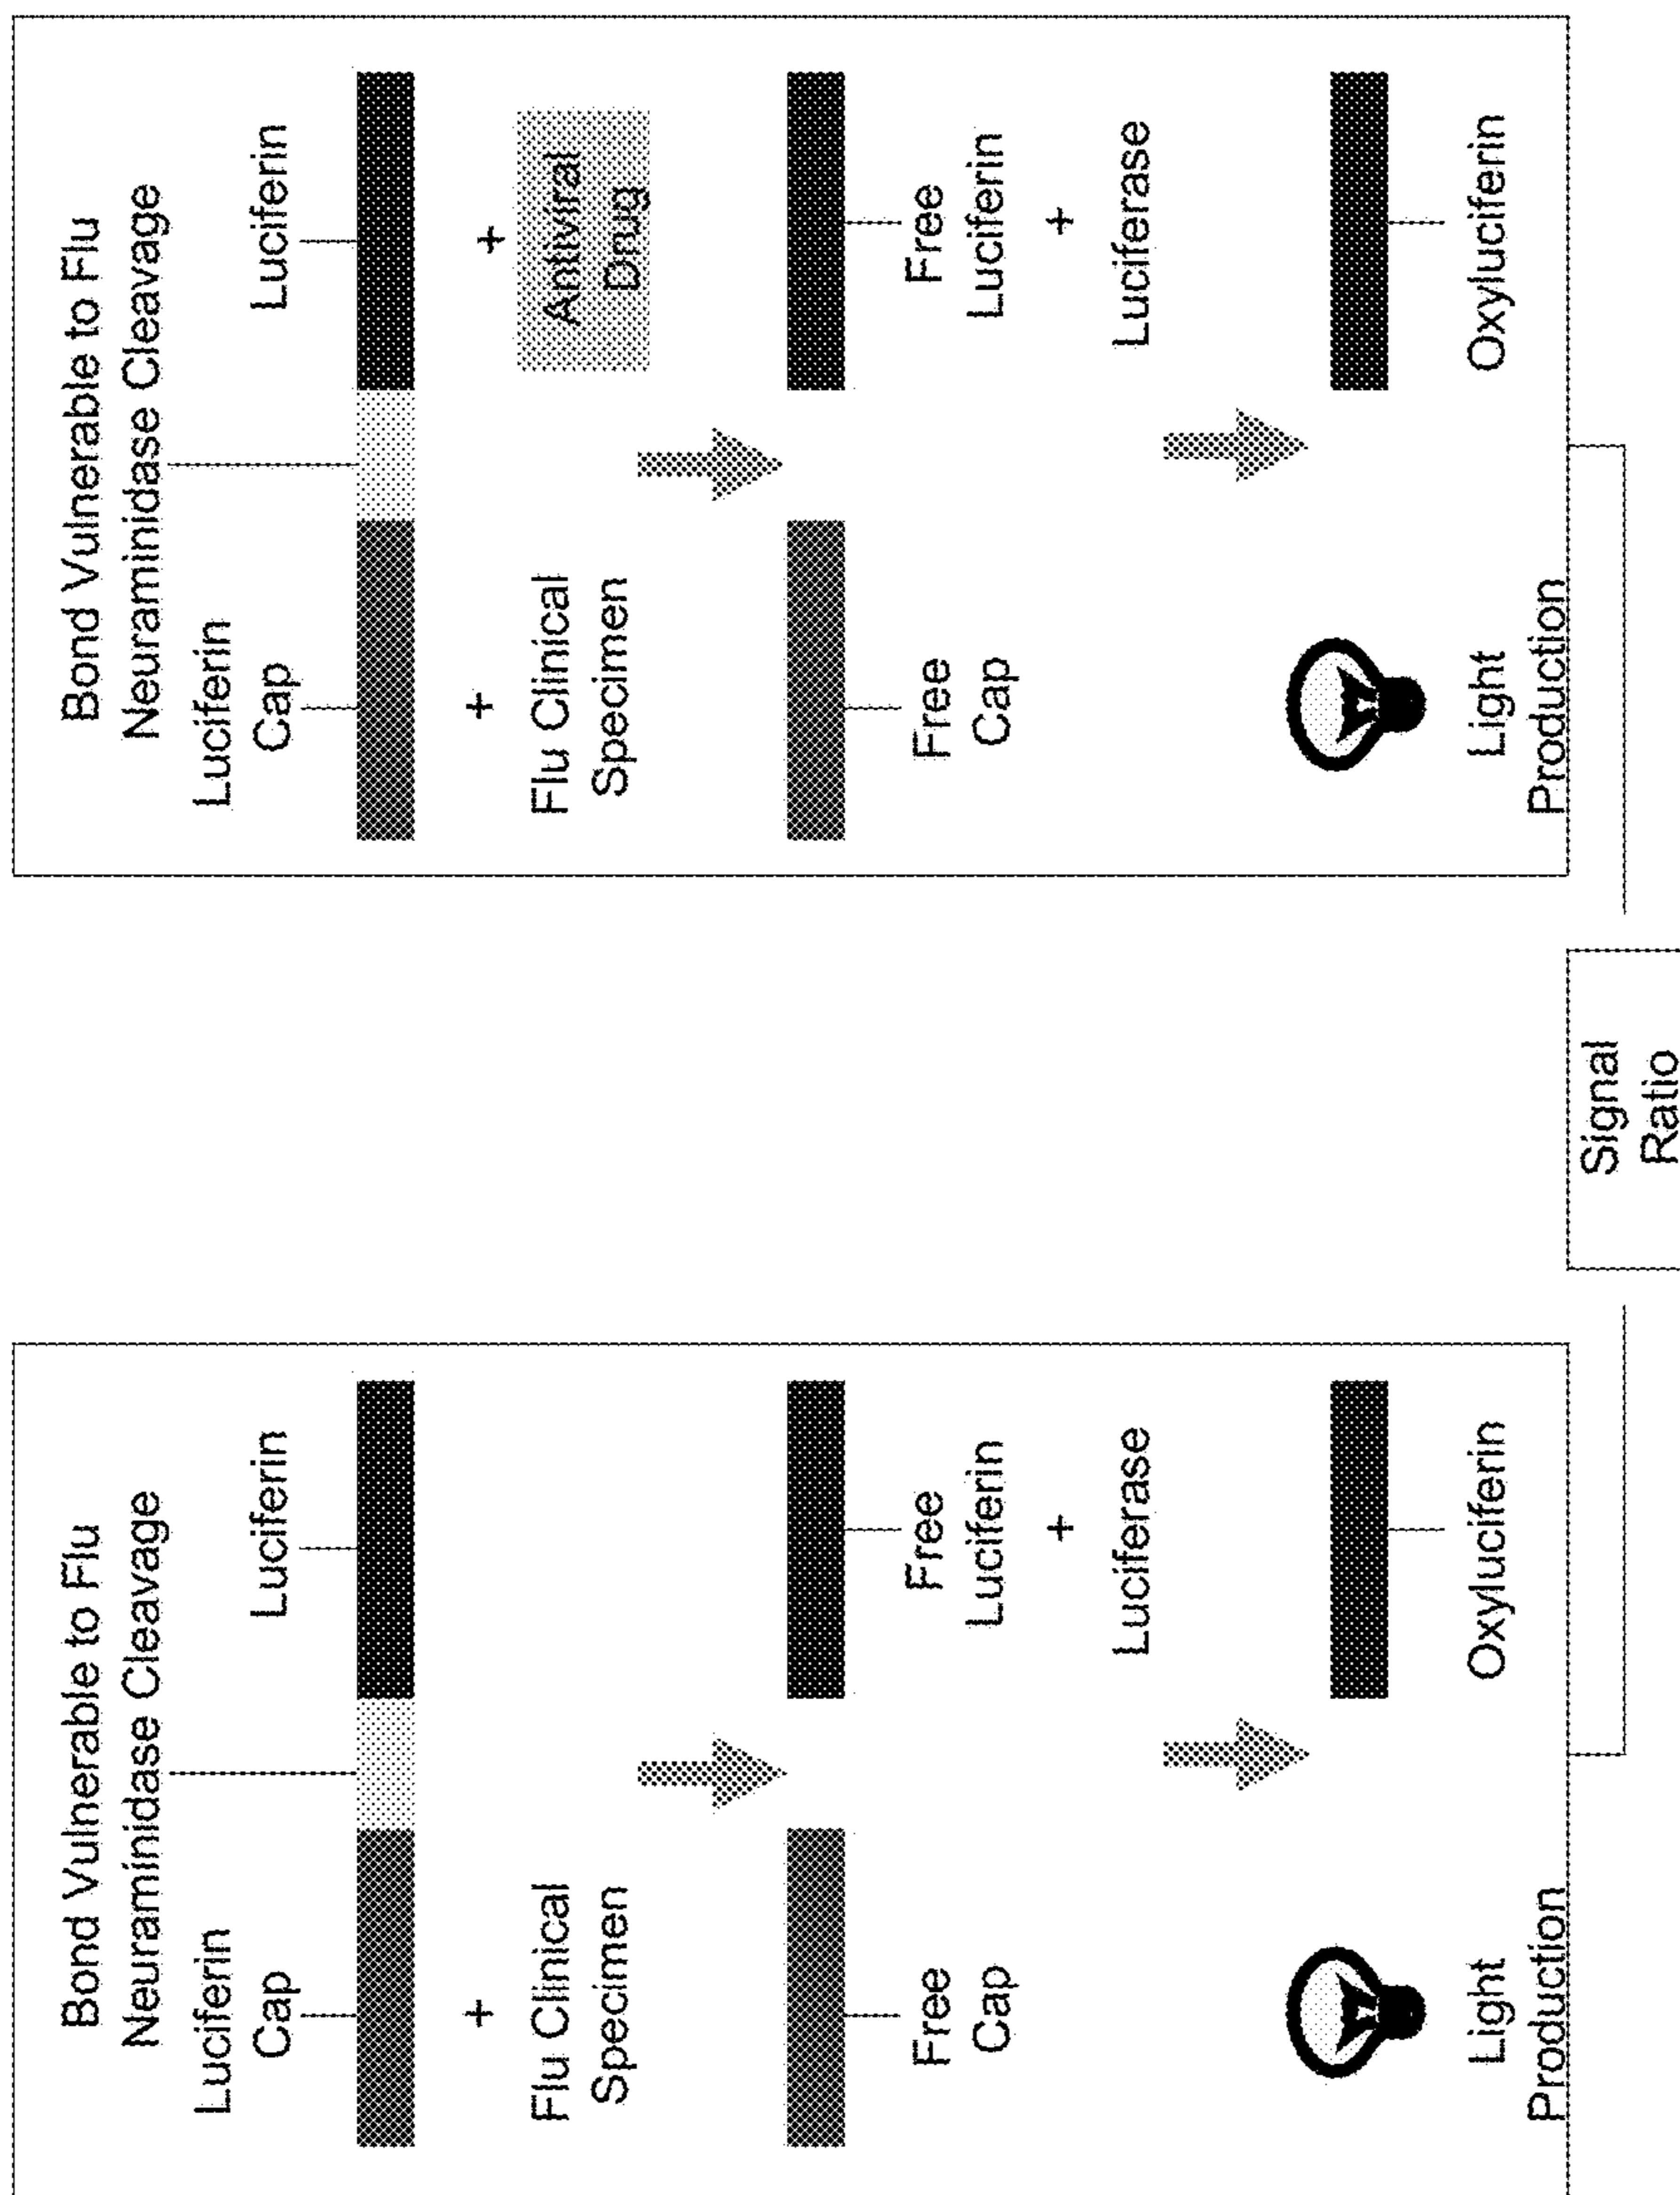 Bond Vulnerable to Flu
Neuraminidase Cleavage
Luciferin
Cap
Luciferin
+
Flu Clinical
Specimen
Free
Cap
Free
Luciferin
+
Luciferase
Light
Production
Oxyluciferin
Signal
Ratio
Bond Vulnerable to Flu
Neuraminidase Cleavage
Luciferin
Cap
Luciferin
+
Flu Clinical
Specimen
+
Antiviral
Drug
Free
Cap
Free
Luciferin
+
Luciferase
Light
Production
Oxyluciferin